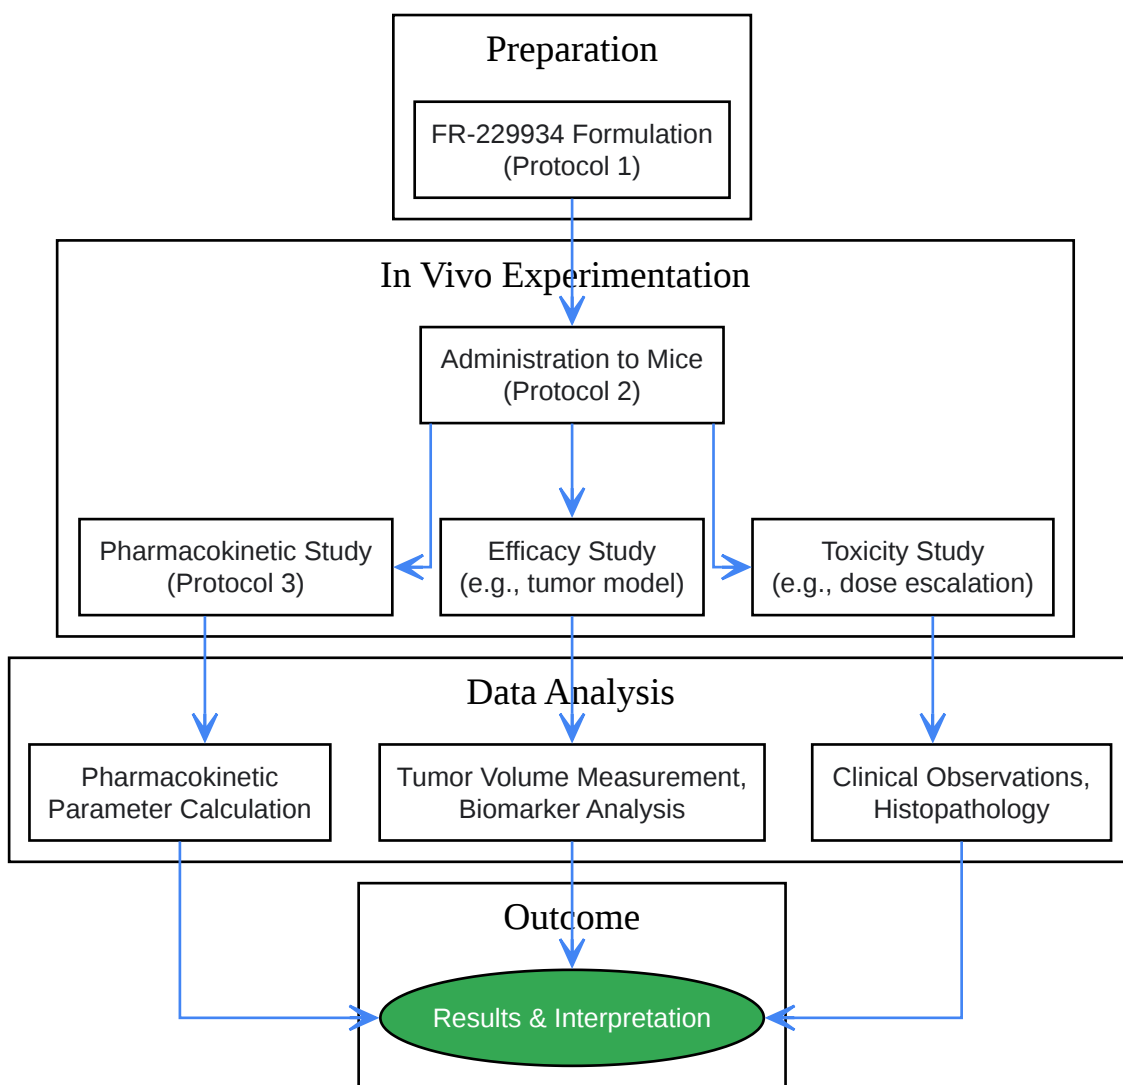 Preparation
FR-229934 Formulation
(Protocol 1)
In Vivo Experimentation
Administration to Mice
(Protocol 2)
Pharmacokinetic Study
(Protocol 3)
Efficacy Study
(e.g., tumor model)
Toxicity Study
(e.g., dose escalation)
Data Analysis
Pharmacokinetic
Parameter Calculation
Tumor Volume Measurement,
Biomarker Analysis
Clinical Observations,
Histopathology
Outcome
Results & Interpretation